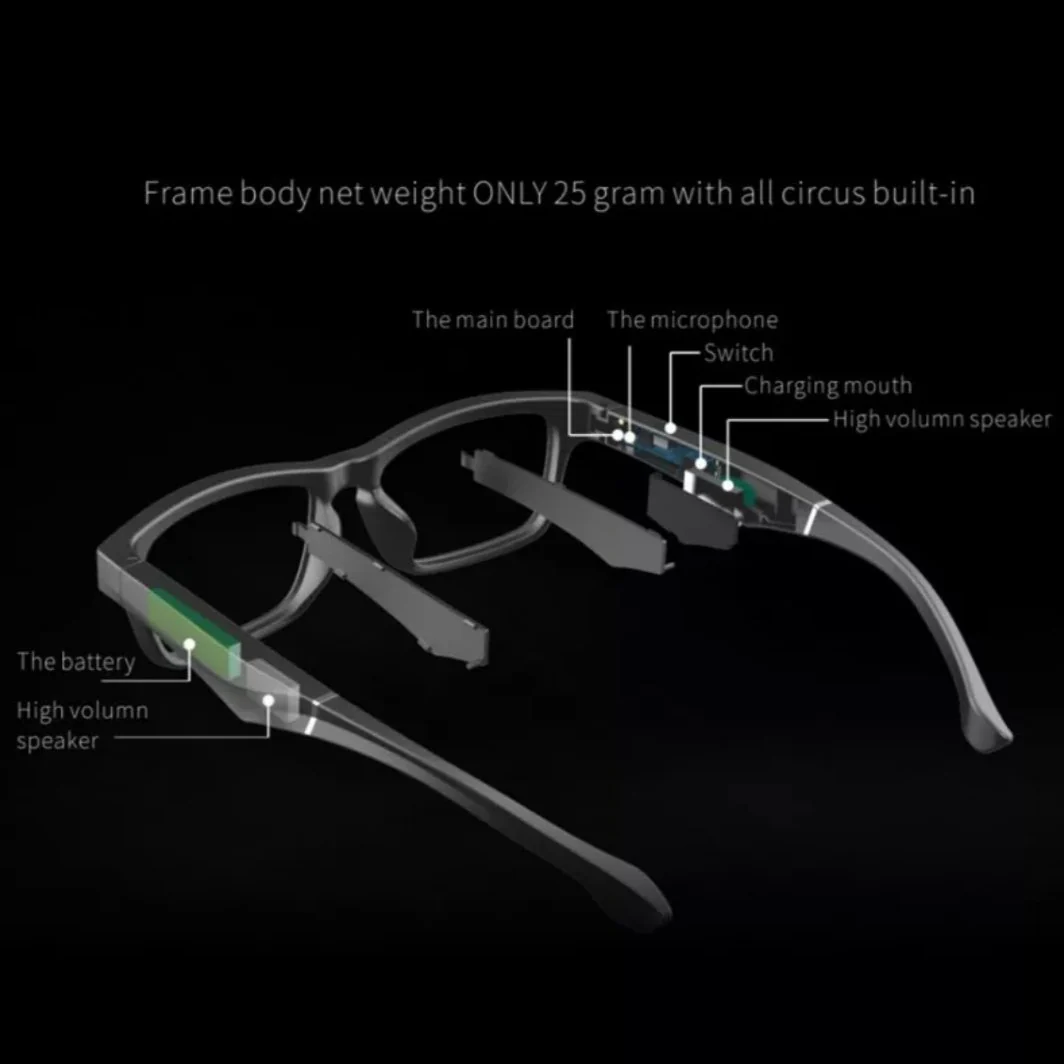 Frame body net weight ONLY 25 gram with all circus built-in
The main board
The microphone
Switch
Charging mouth
High volumn speaker
The battery
High volumn
speaker